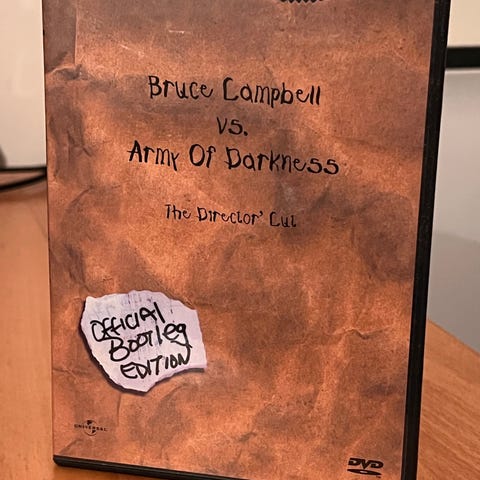 Bruce Campbell
vs.
Army Of Darkness
The Director' Cut
OFFICIAL
BootLeg
EDITION
UNIVERSAL
DVD